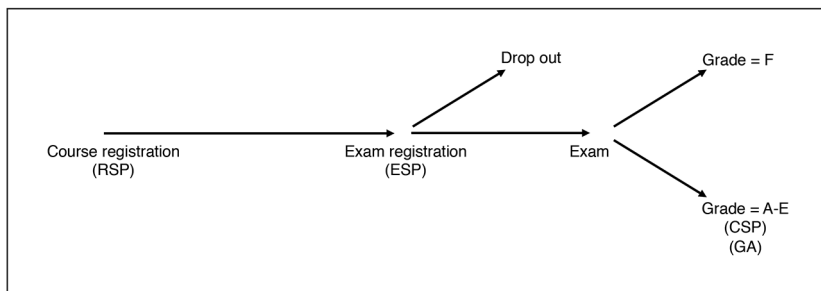 Drop out
Grade = F
Course registration
(RSP)
Exam registration
(ESP)
Exam
Grade = A-E
(CSP)
(GA)